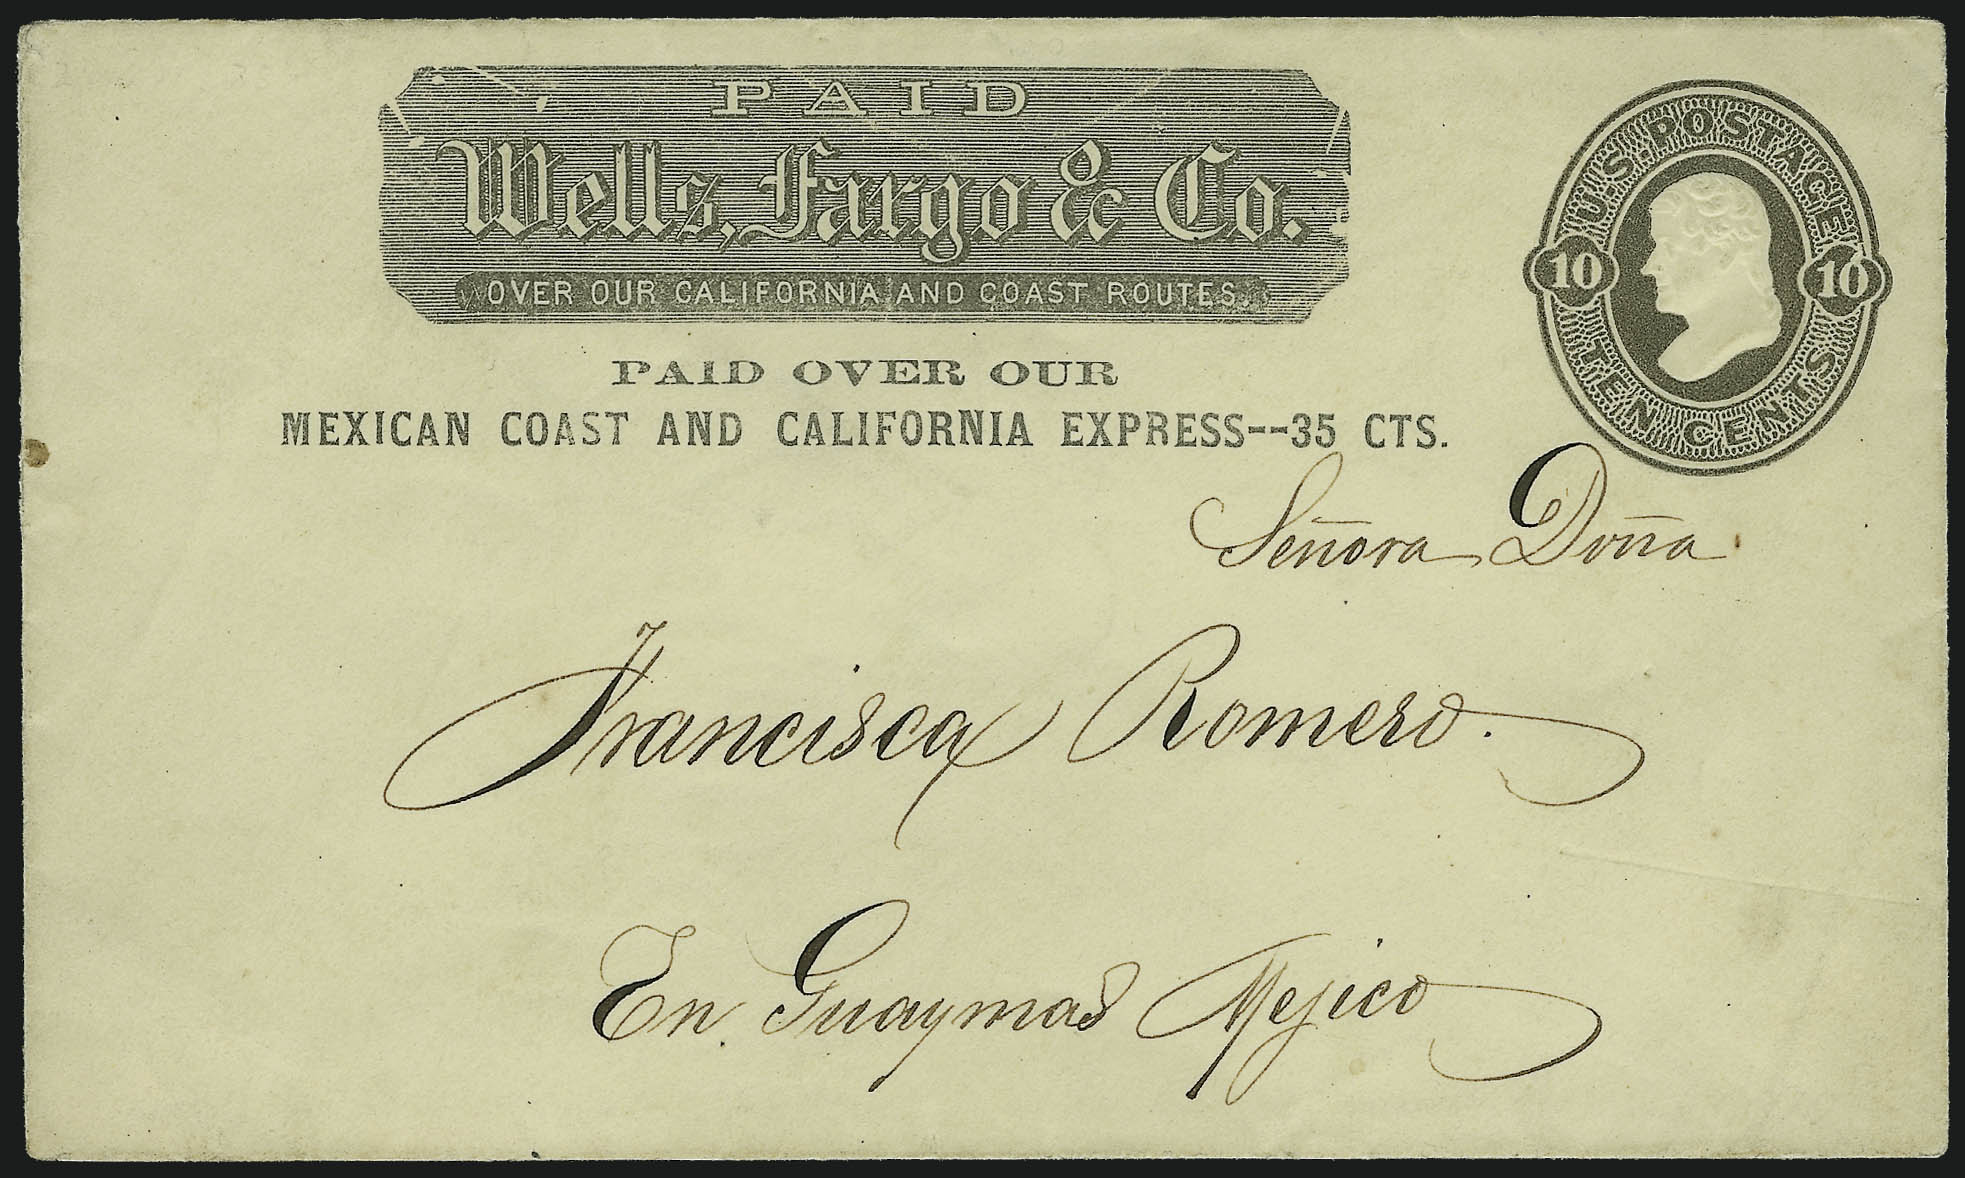 PAID
Wells, Fargo & Co.
OVER OUR CALIFORNIA AND COAST ROUTES.
PAID OVER OUR
MEXICAN COAST AND CALIFORNIA EXPRESS--35 CTS.
U.S. POSTAGE
10 10
TEN CENTS
Señora Doña
Francisca Romero.
En Guaymas Mejico